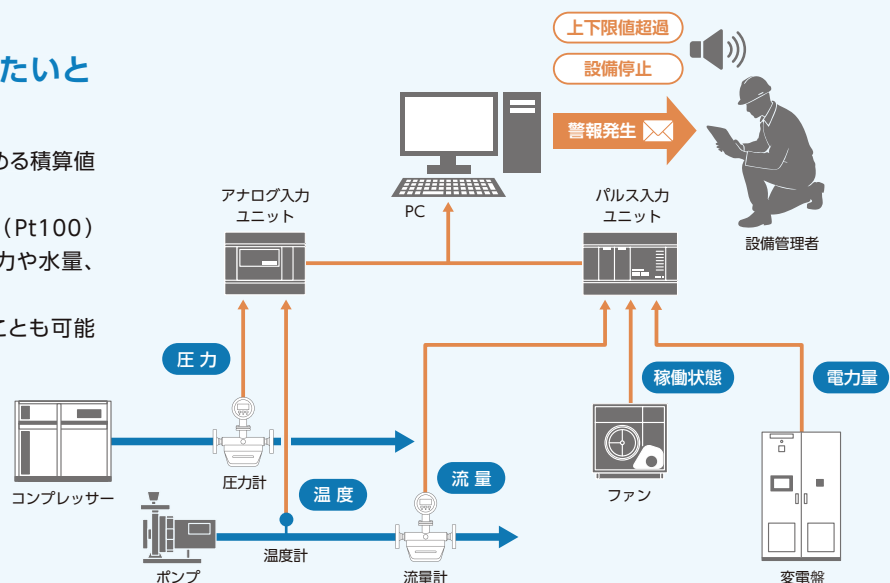 たいと
める積算値
（Pt100）
力や水量、
ことも可能
上下限値超過
設備停止
警報発生
設備管理者
PC
アナログ入力
ユニット
パルス入力
ユニット
圧力
稼働状態
電力量
コンプレッサー
圧力計
温度
流量
ファン
ポンプ
温度計
流量計
変電盤